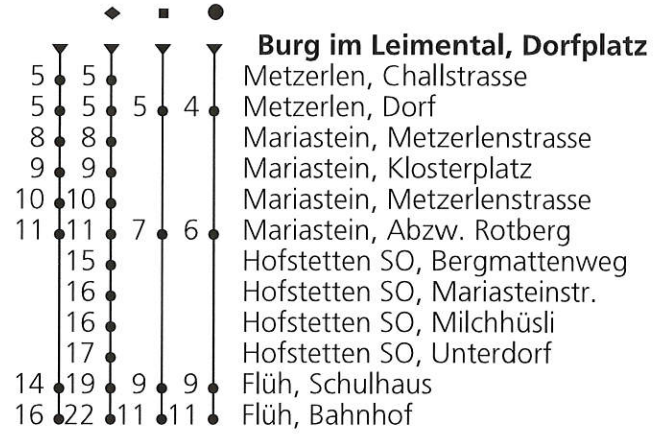 Burg im Leimental, Dorfplatz
5 5 Metzerlen, Challstrasse
5 5 5 4 Metzerlen, Dorf
8 8 Mariastein, Metzerlenstrasse
9 9 Mariastein, Klosterplatz
10 10 Mariastein, Metzerlenstrasse
11 11 7 6 Mariastein, Abzw. Rotberg
15 Hofstetten SO, Bergmattenweg
16 Hofstetten SO, Mariasteinstr.
16 Hofstetten SO, Milchhüsli
17 Hofstetten SO, Unterdorf
14 19 9 9 Flüh, Schulhaus
16 22 11 11 Flüh, Bahnhof